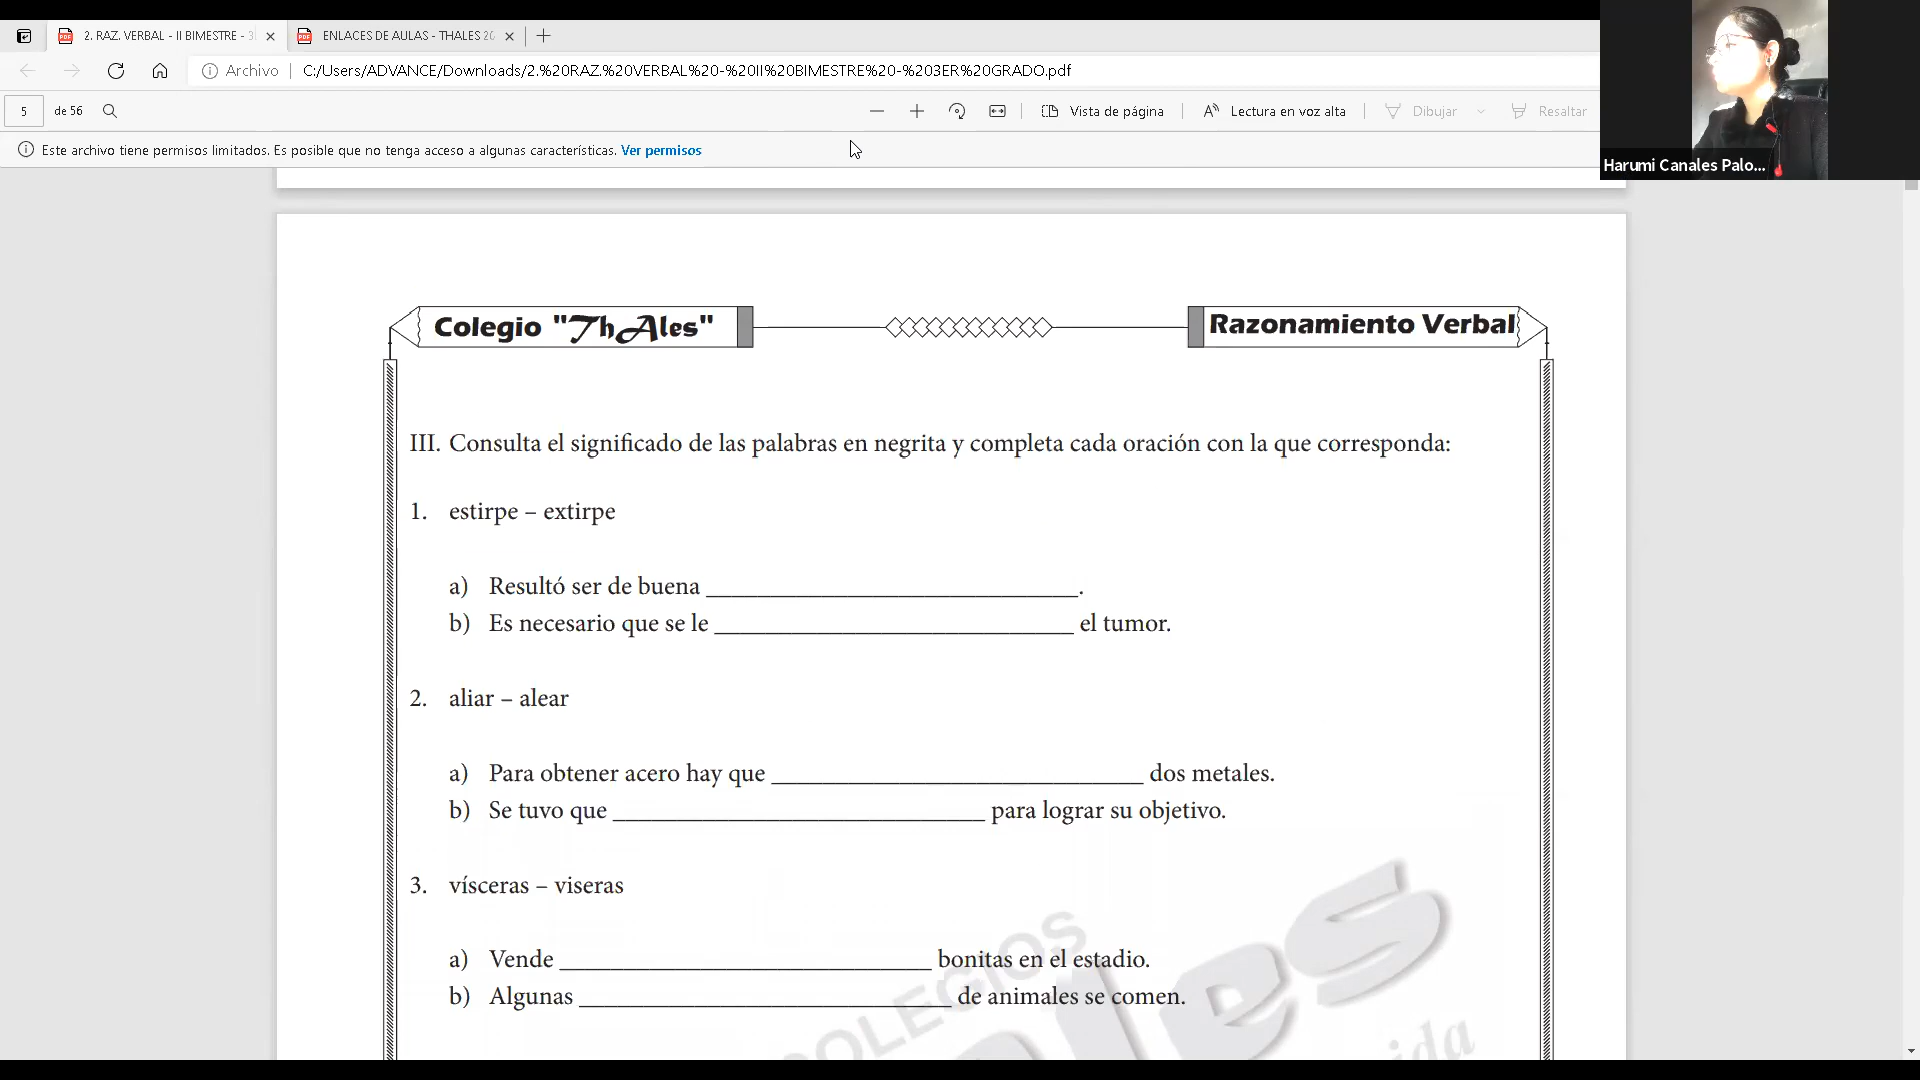 2. RAZ. VERBAL - II BIMESTRE - 3
ENLACES DE AULAS - THALES 20
Archivo
C:/Users/ADVANCE/Downloads/2.%20RAZ.%20VERBAL%20-%20II%20BIMESTRE%20-%203ER%20GRADO.pdf
5 de 56
Vista de página
Lectura en voz alta
Dibujar
Resaltar
Este archivo tiene permisos limitados. Es posible que no tenga acceso a algunas características. Ver permisos
Harumi Canales Palo...
Colegio "ThAles"
Razonamiento Verbal
III. Consulta el significado de las palabras en negrita y completa cada oración con la que corresponda:
1. estirpe – extirpe
a) Resultó ser de buena ______________________________.
b) Es necesario que se le _____________________________ el tumor.
2. aliar – alear
a) Para obtener acero hay que ______________________________ dos metales.
b) Se tuvo que ______________________________ para lograr su objetivo.
3. vísceras – viseras
a) Vende ______________________________ bonitas en el estadio.
b) Algunas ______________________________ de animales se comen.